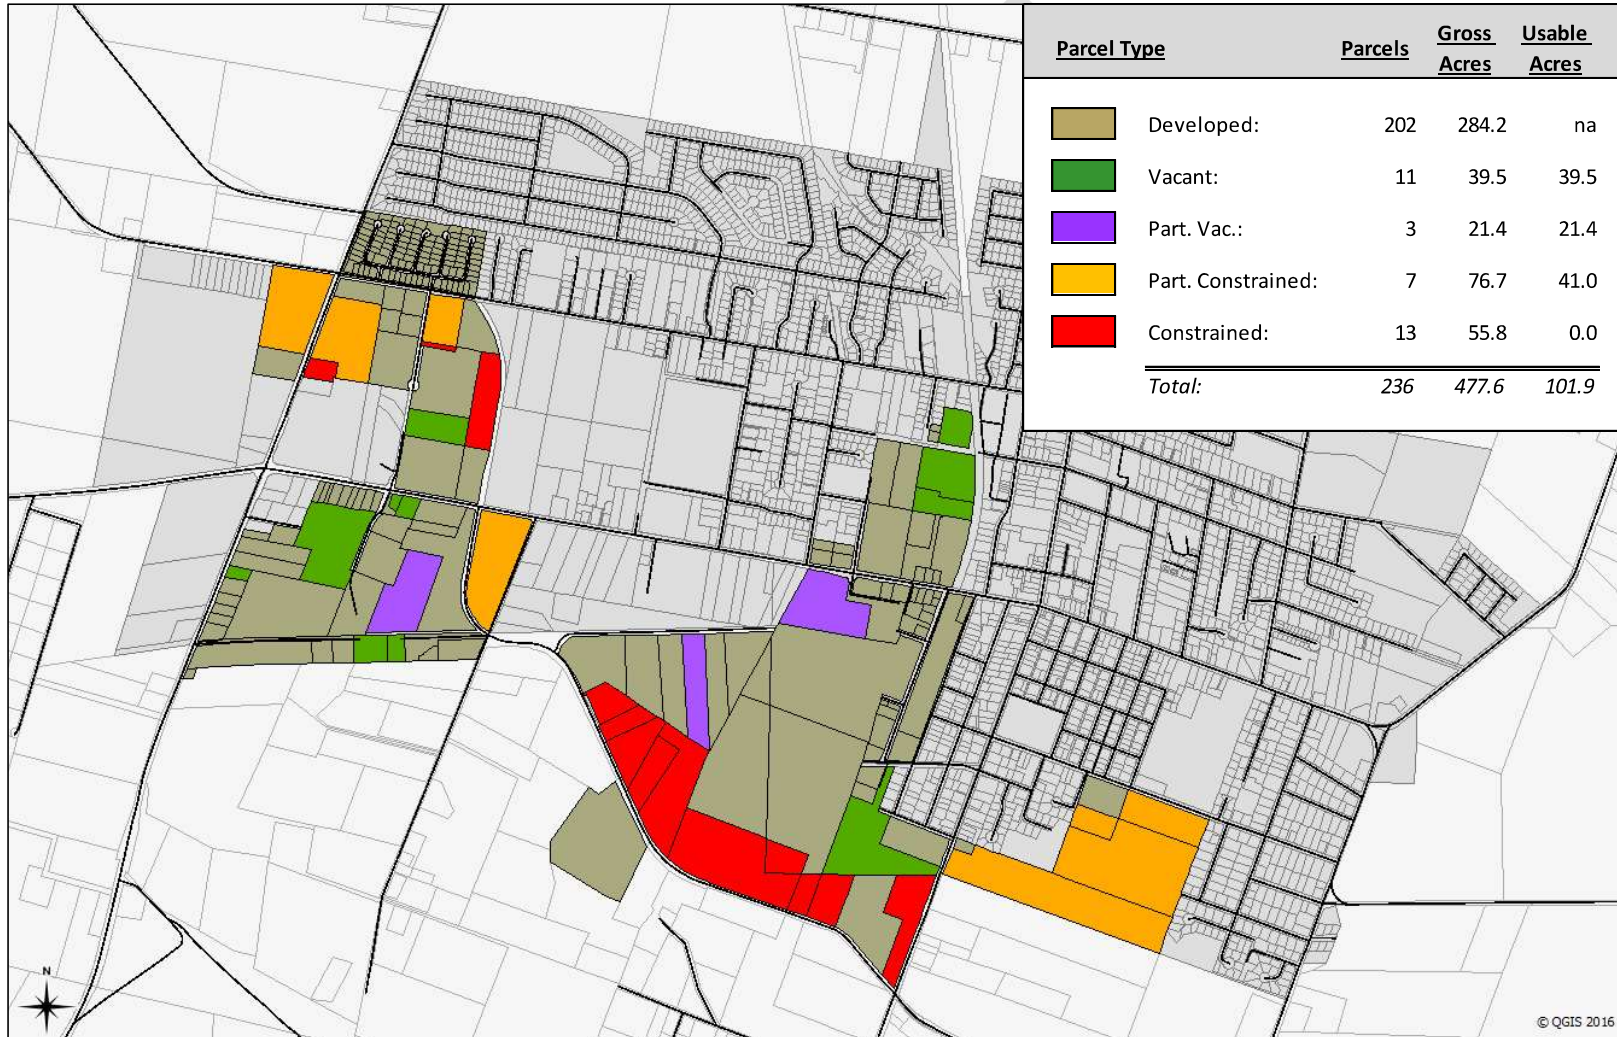 Parcel Type Parcels Gross Acres Usable Acres
Developed: 202 284.2 na
Vacant: 11 39.5 39.5
Part. Vac.: 3 21.4 21.4
Part. Constrained: 7 76.7 41.0
Constrained: 13 55.8 0.0
Total: 236 477.6 101.9
N
© QGIS 2016